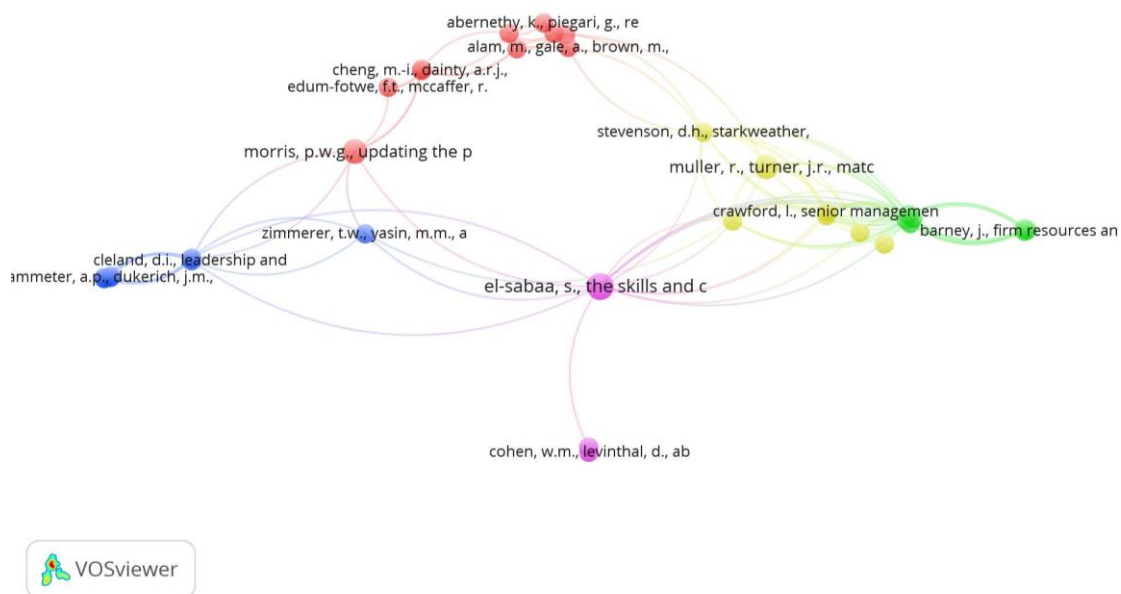 abernethy, k., piegari, g., re
alam, m., gale, a., brown, m.,
cheng, m.-i., dainty, a.r.j.,
edum-fotwe, f.t., mccaffer, r.
stevenson, d.h., starkweather,
morris, p.w.g., updating the p
muller, r., turner, j.r., matc
crawford, l., senior managemen
zimmerer, t.w., yasin, m.m., a
barney, j., firm resources an
cleland, d.i., leadership and
ammeter, a.p., dukerich, j.m.,
el-sabaa, s., the skills and c
cohen, w.m., levinthal, d., ab
VOSviewer